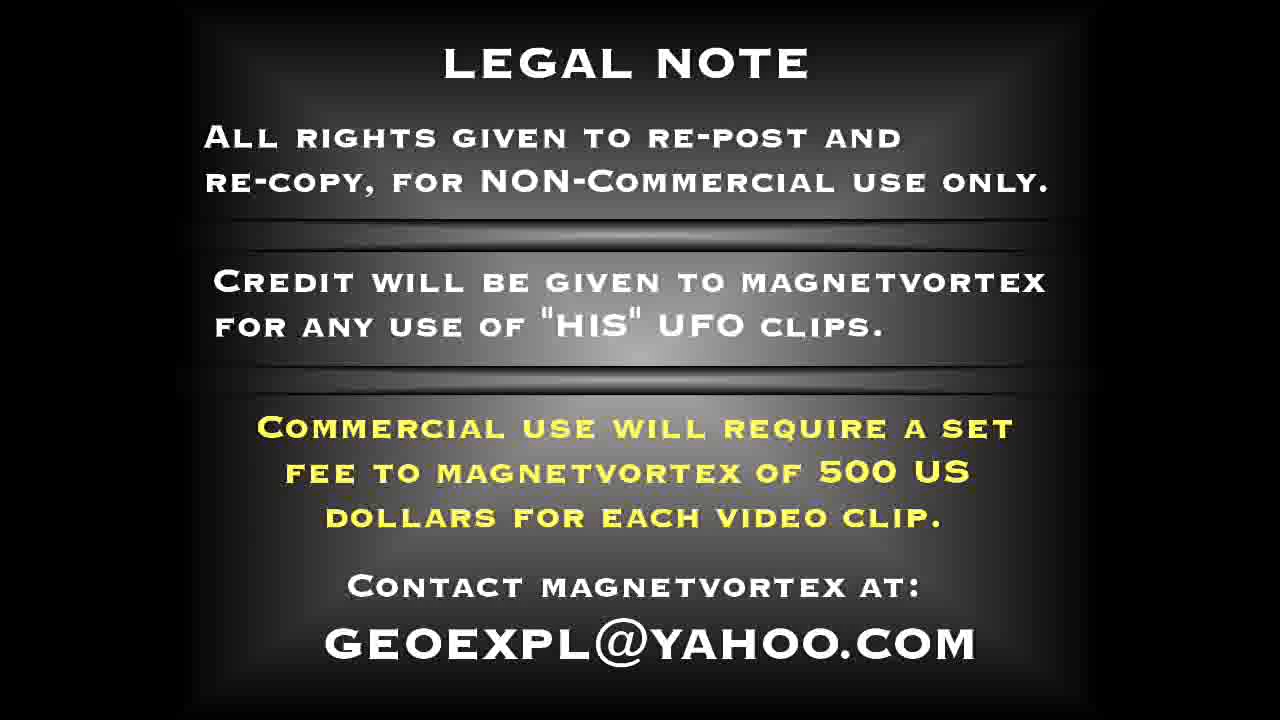 LEGAL NOTE
ALL RIGHTS GIVEN TO RE-POST AND
RE-COPY, FOR NON-COMMERCIAL USE ONLY.
CREDIT WILL BE GIVEN TO MAGNETVORTEX
FOR ANY USE OF "HIS" UFO CLIPS.
COMMERCIAL USE WILL REQUIRE A SET
FEE TO MAGNETVORTEX OF 500 US
DOLLARS FOR EACH VIDEO CLIP.
CONTACT MAGNETVORTEX AT:
GEOEXPL@YAHOO.COM